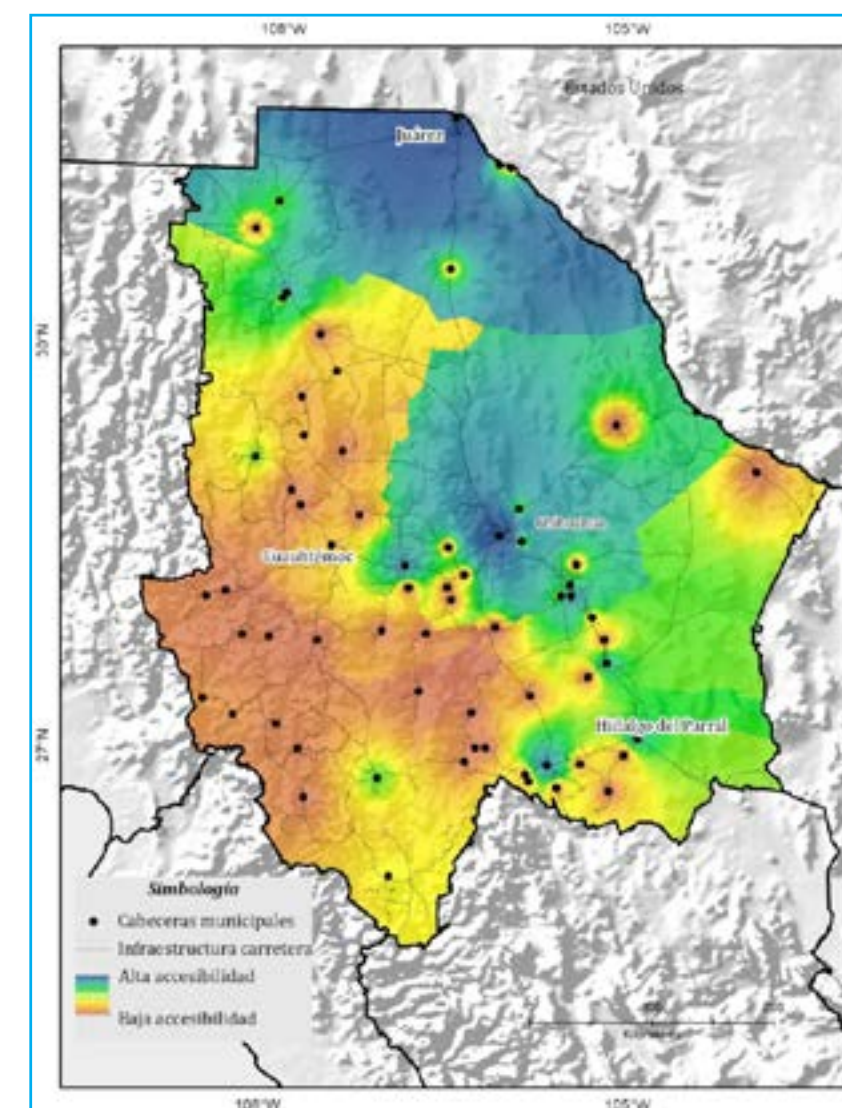 108°W 105°W
Estados Unidos
Juárez
30°N
Chihuahua
Cuauhtémoc
Hidalgo del Parral
27°N
Simbología
Cabeceras municipales
Infraestructura carretera
Alta accesibilidad
Baja accesibilidad
Kilómetros
108°W 105°W